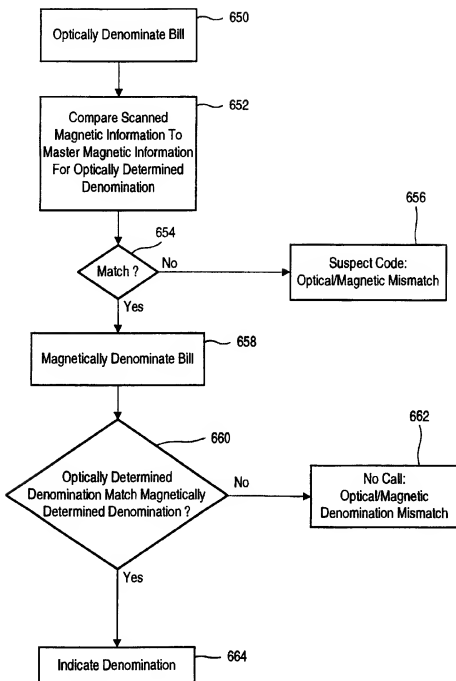 650
Optically Denominate Bill
652
Compare Scanned
Magnetic Information To
Master Magnetic Information
For Optically Determined
Denomination
654
Match ?
No
656
Suspect Code:
Optical/Magnetic Mismatch
Yes
658
Magnetically Denominate Bill
660
Optically Determined
Denomination Match Magnetically
Determined Denomination ?
No
662
No Call:
Optical/Magnetic
Denomination Mismatch
Yes
Indicate Denomination
664